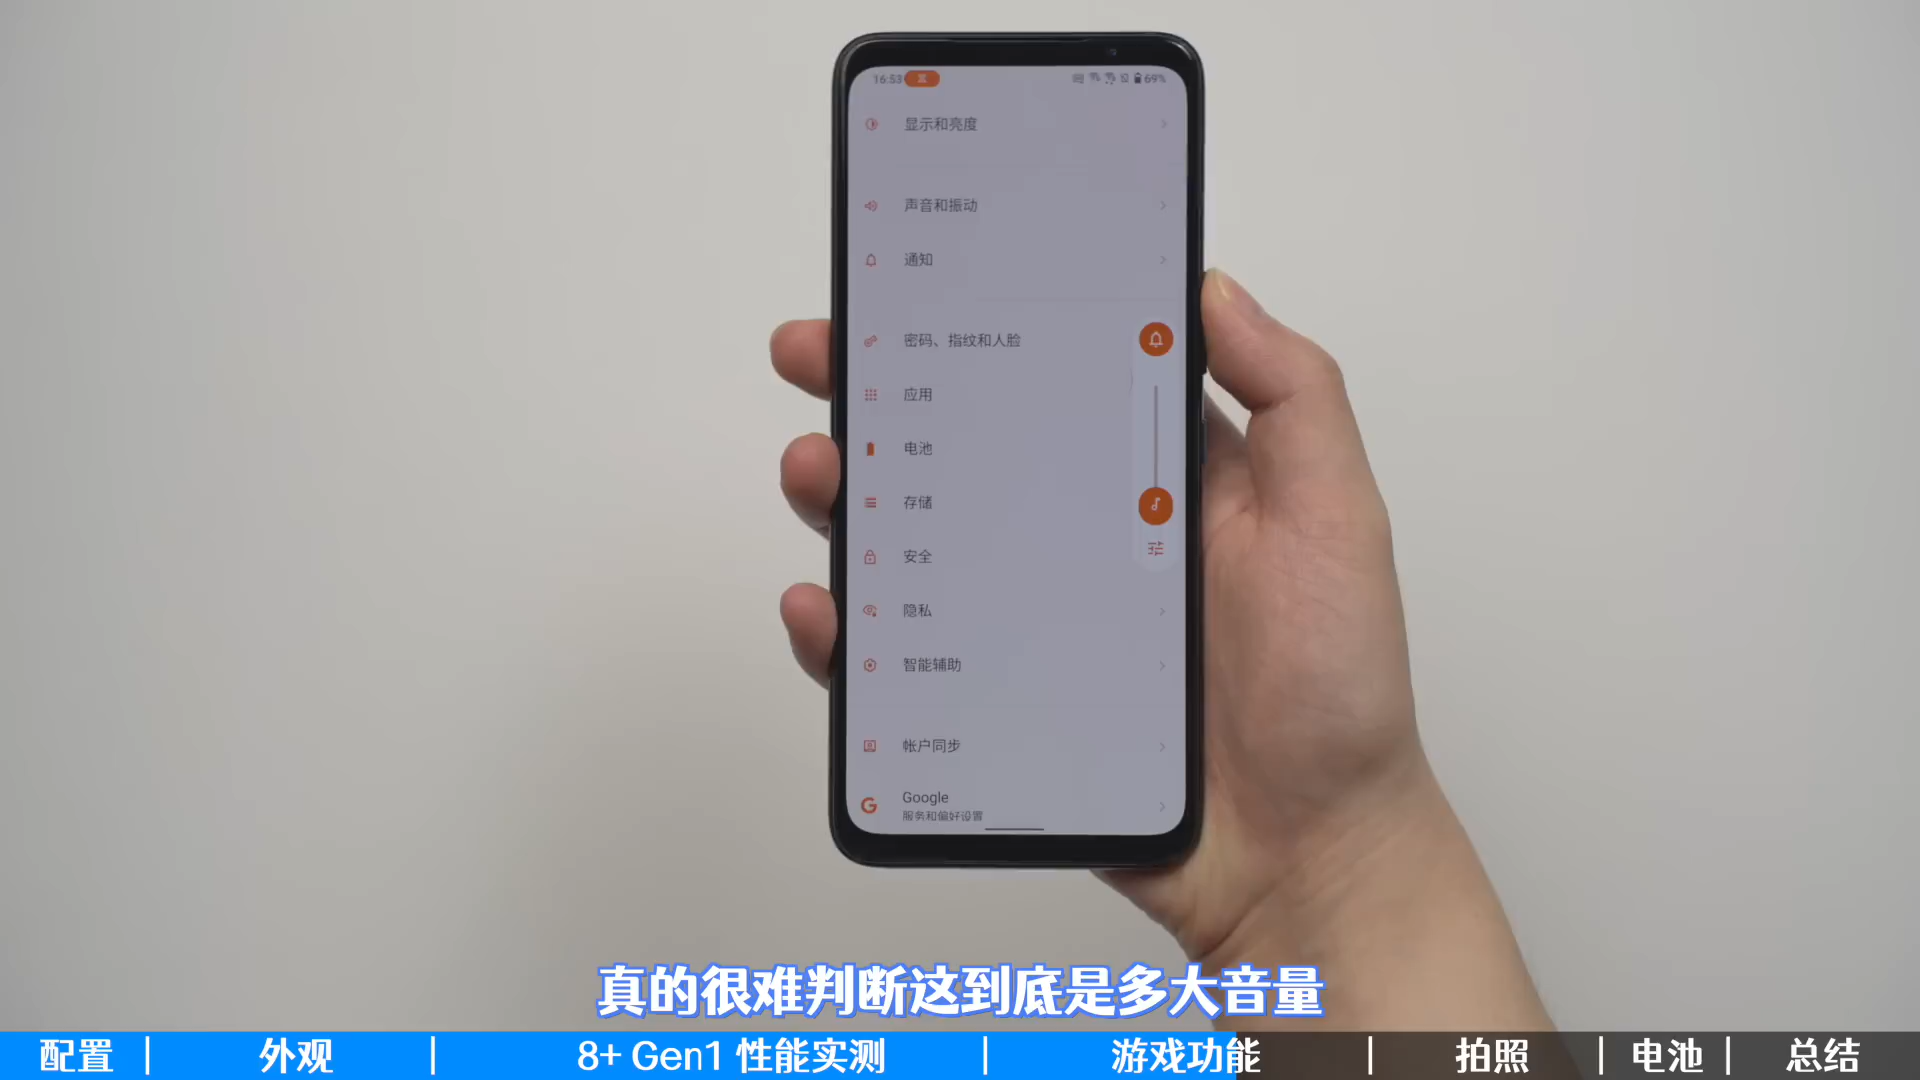 16:53
69%
显示和亮度
声音和振动
通知
密码、指纹和人脸
应用
电池
存储
安全
隐私
智能辅助
帐户同步
Google
服务和偏好设置
真的很难判断这到底是多大音量
配置 | 外观 | 8+ Gen1 性能实测 | 游戏功能 | 拍照 | 电池 | 总结